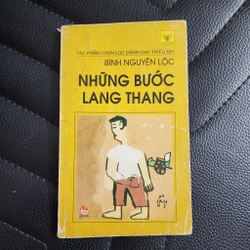 TÁC PHẨM CHỌN LỌC DÀNH CHO THIẾU NHI
BÌNH NGUYÊN LỘC
NHỮNG BƯỚC
LANG THANG